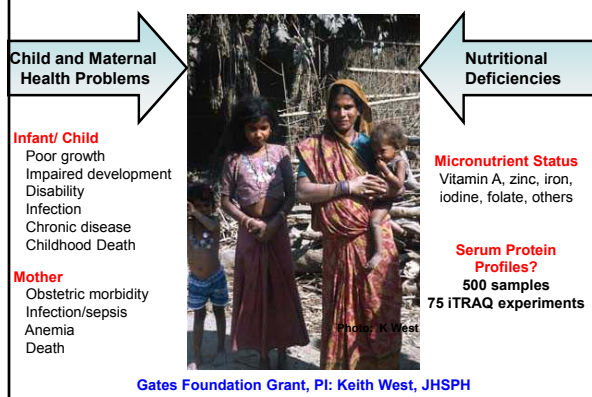 Child and Maternal
Health Problems
Infant/ Child
Poor growth
Impaired development
Disability
Infection
Chronic disease
Childhood Death
Mother
Obstetric morbidity
Infection/sepsis
Anemia
Death
Photo: K West
Nutritional
Deficiencies
Micronutrient Status
Vitamin A, zinc, iron,
iodine, folate, others
Serum Protein
Profiles?
500 samples
75 iTRAQ experiments
Gates Foundation Grant, PI: Keith West, JHSPH